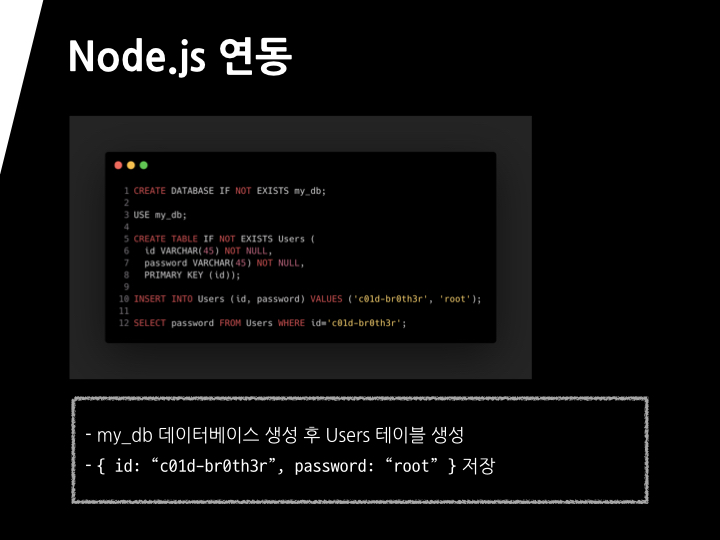 Node.js 연동
1 CREATE DATABASE IF NOT EXISTS my_db;
2
3 USE my_db;
4
5 CREATE TABLE IF NOT EXISTS Users (
6 id VARCHAR(45) NOT NULL,
7 password VARCHAR(45) NOT NULL,
8 PRIMARY KEY (id));
9
10 INSERT INTO Users (id, password) VALUES ('c01d-br0th3r', 'root');
11
12 SELECT password FROM Users WHERE id='c01d-br0th3r';
- my_db 데이터베이스 생성 후 Users 테이블 생성
- { id: “c01d-br0th3r”, password: “root” } 저장